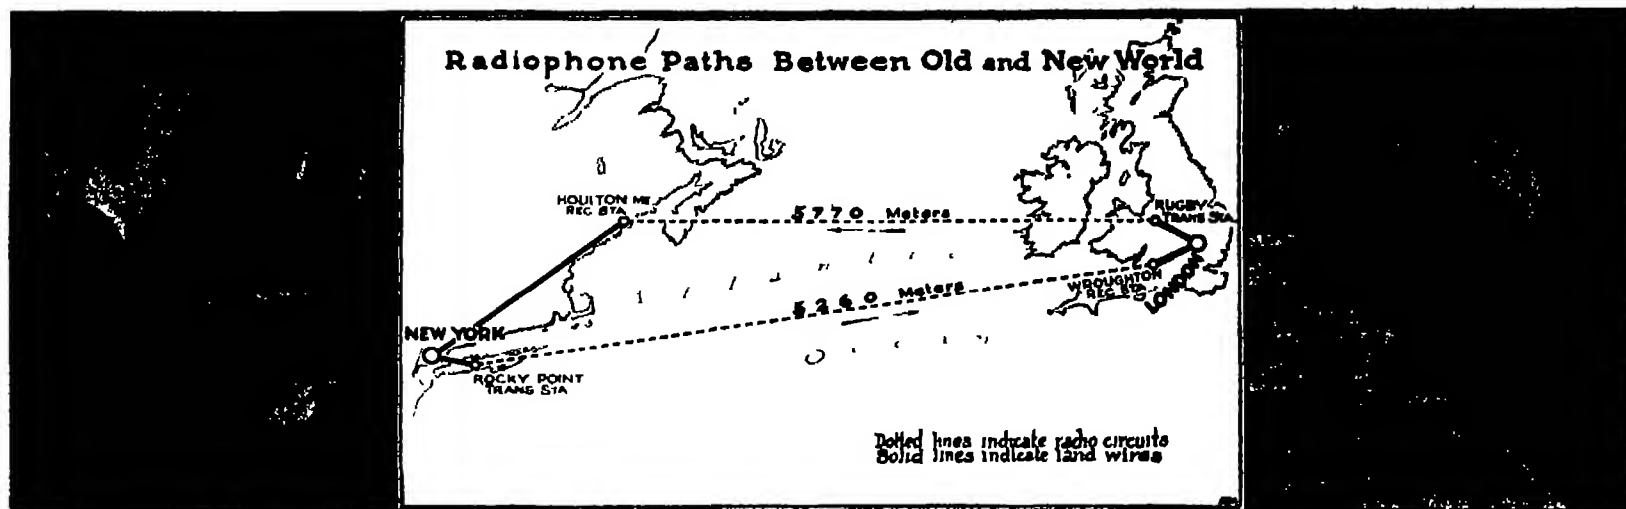 Radiophone Paths Between Old and New World
HOULTON ME
REC STA
5770 Meters
RUGBY
TRANS STA
Atlantic
WROUGHTON
REC STA
LONDON
5260 Meters
NEW YORK
Ocean
ROCKY POINT
TRANS STA
Dotted lines indicate radio circuits
Solid lines indicate land wires